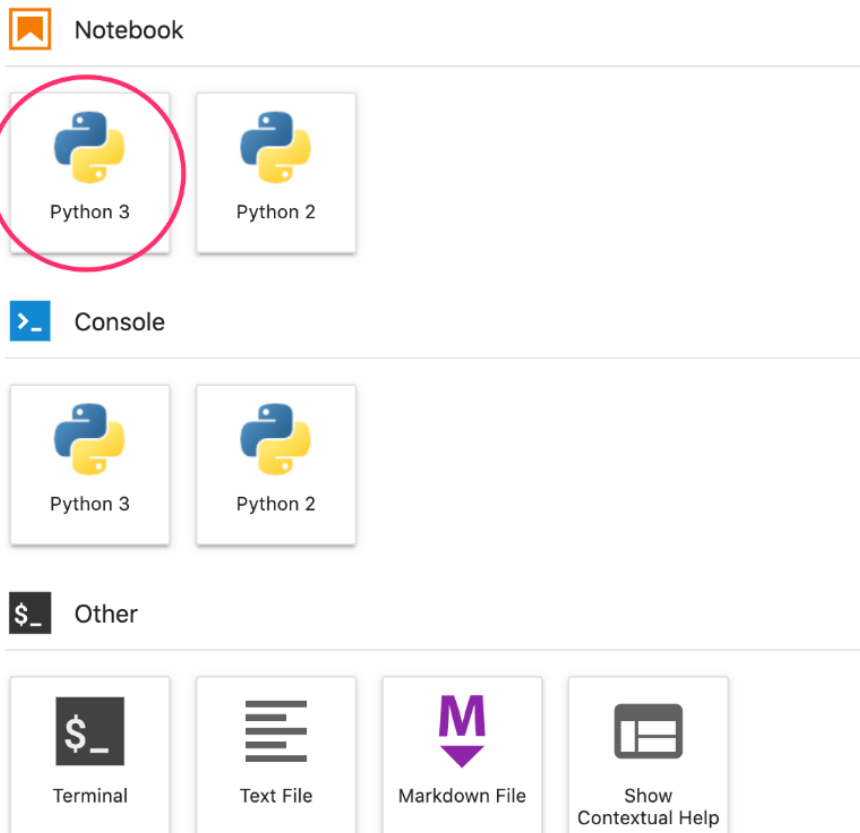 Notebook
Python 3
Python 2
>_ Console
Python 3
Python 2
$_ Other
$_
M
Terminal
Text File
Markdown File
Show
Contextual Help